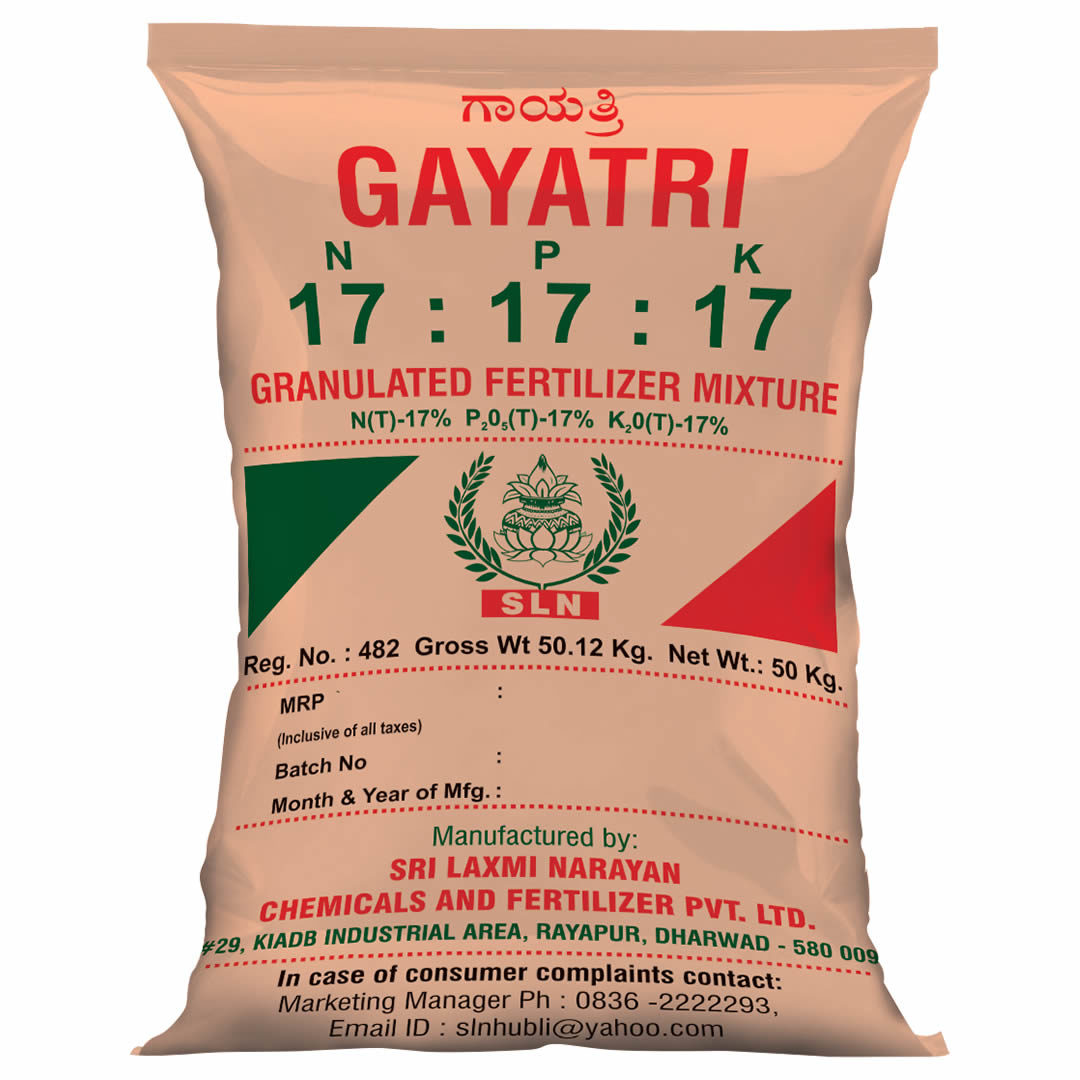 ಗಾಯತ್ರಿ
GAYATRI
N P K
17 : 17 : 17
GRANULATED FERTILIZER MIXTURE
N(T)-17% P₂0₅(T)-17% K₂0(T)-17%
SLN
Reg. No. : 482 Gross Wt 50.12 Kg. Net Wt.: 50 Kg.
MRP :
(Inclusive of all taxes)
Batch No :
Month & Year of Mfg. :
Manufactured by:
SRI LAXMI NARAYAN
CHEMICALS AND FERTILIZER PVT. LTD.
#29, KIADB INDUSTRIAL AREA, RAYAPUR, DHARWAD - 580 009
In case of consumer complaints contact:
Marketing Manager Ph : 0836 -2222293,
Email ID : slnhubli@yahoo.com